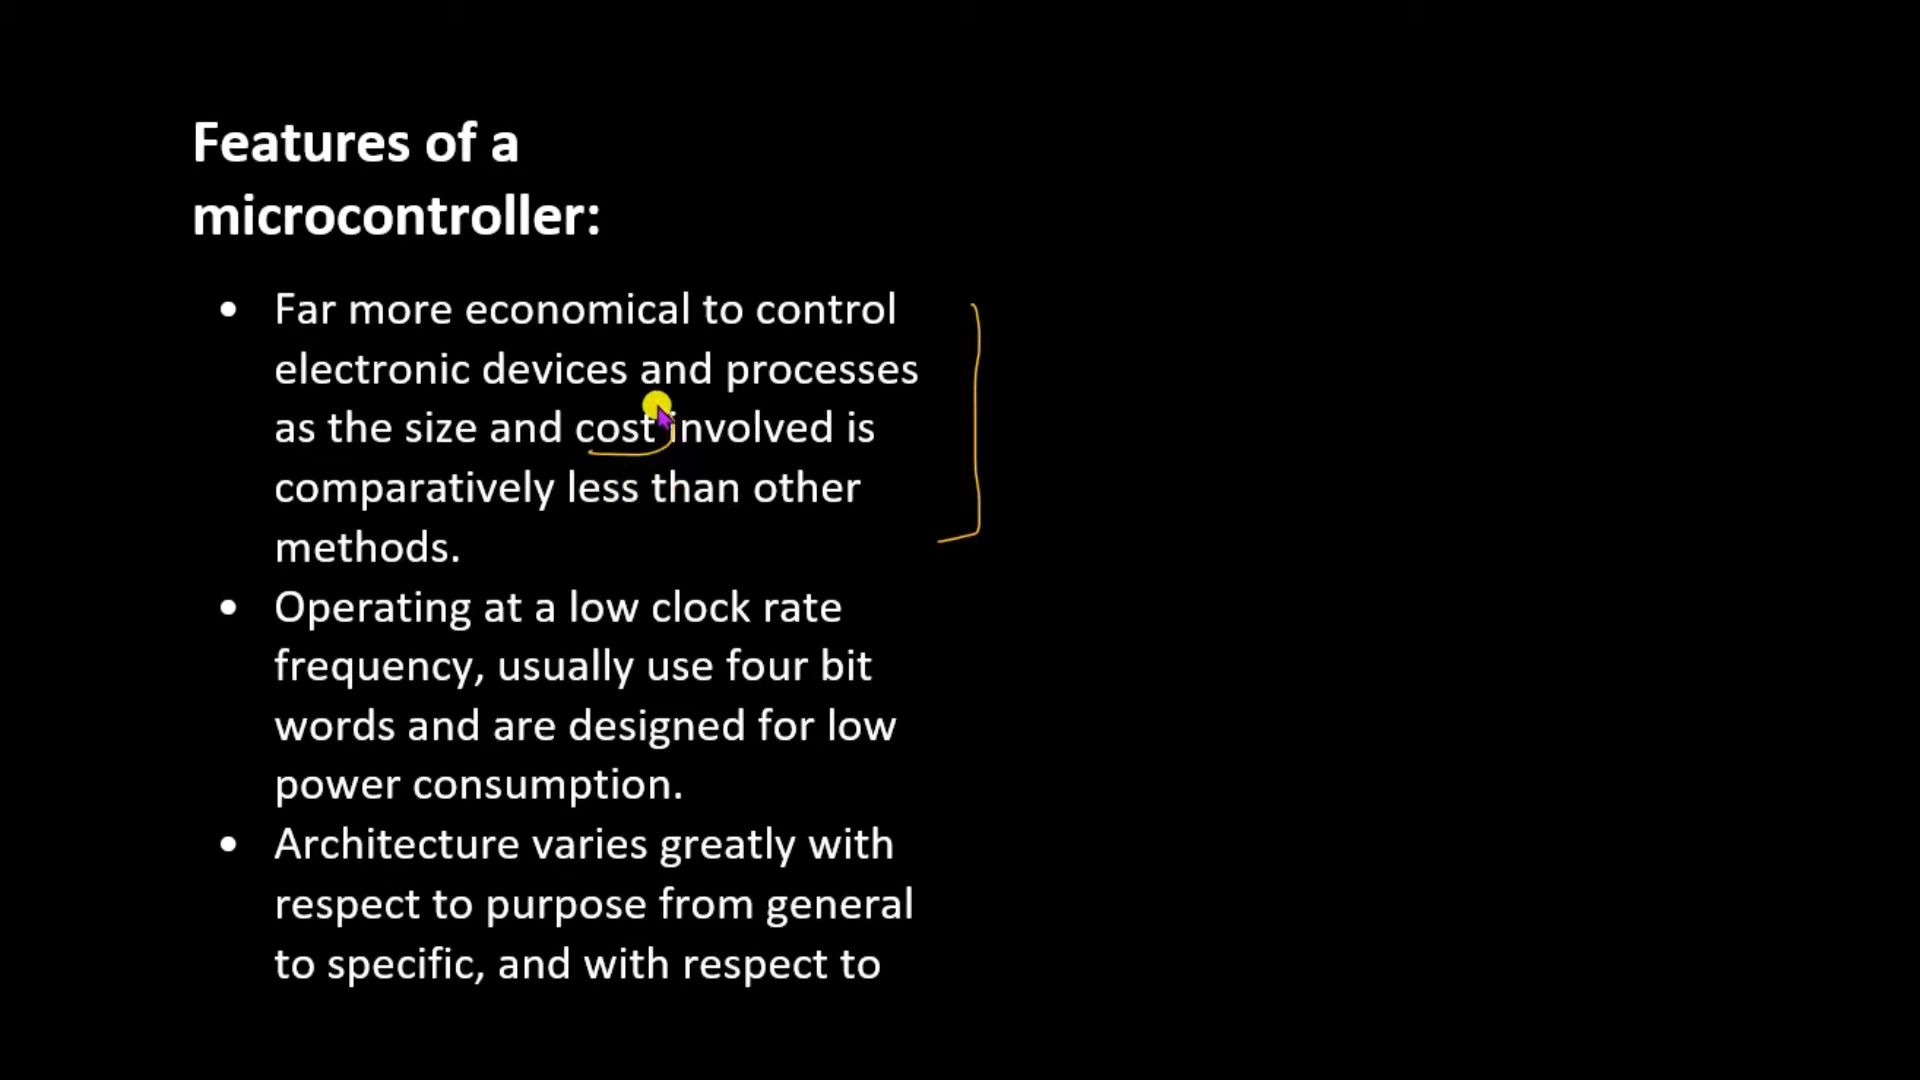 Features of a
microcontroller:
• Far more economical to control
electronic devices and processes
as the size and cost involved is
comparatively less than other
methods.
• Operating at a low clock rate
frequency, usually use four bit
words and are designed for low
power consumption.
• Architecture varies greatly with
respect to purpose from general
to specific, and with respect to